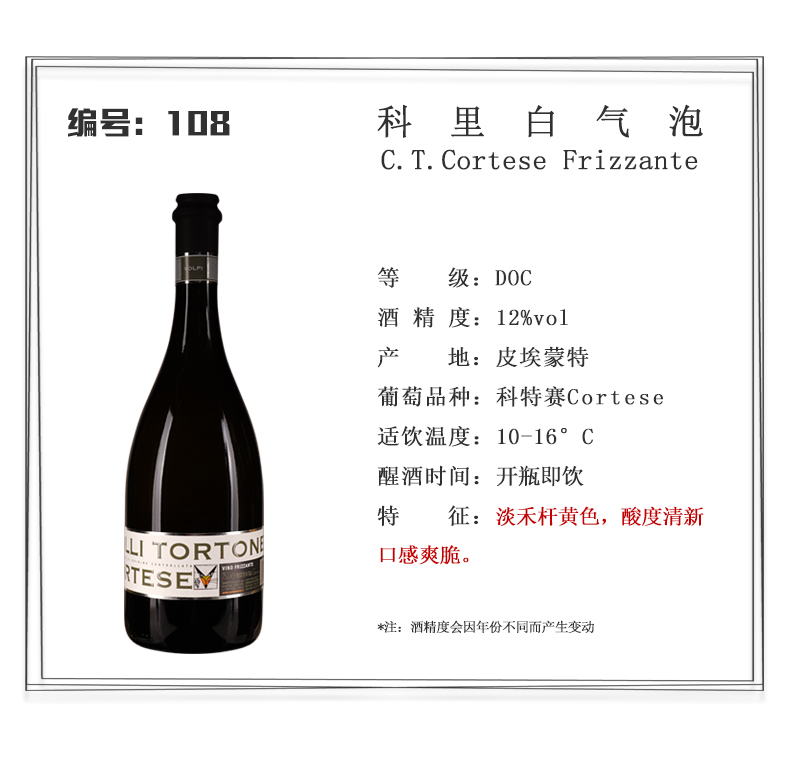 编号：108
科里白气泡
C.T.Cortese Frizzante
等级：DOC
酒精度：12%vol
产地：皮埃蒙特
葡萄品种：科特赛Cortese
适饮温度：10-16°C
醒酒时间：开瓶即饮
特征：淡禾杆黄色，酸度清新
口感爽脆。
*注：酒精度会因年份不同而产生变动
VOLPI
LLI TORTONE
RTESE
VINO FRIZZANTE